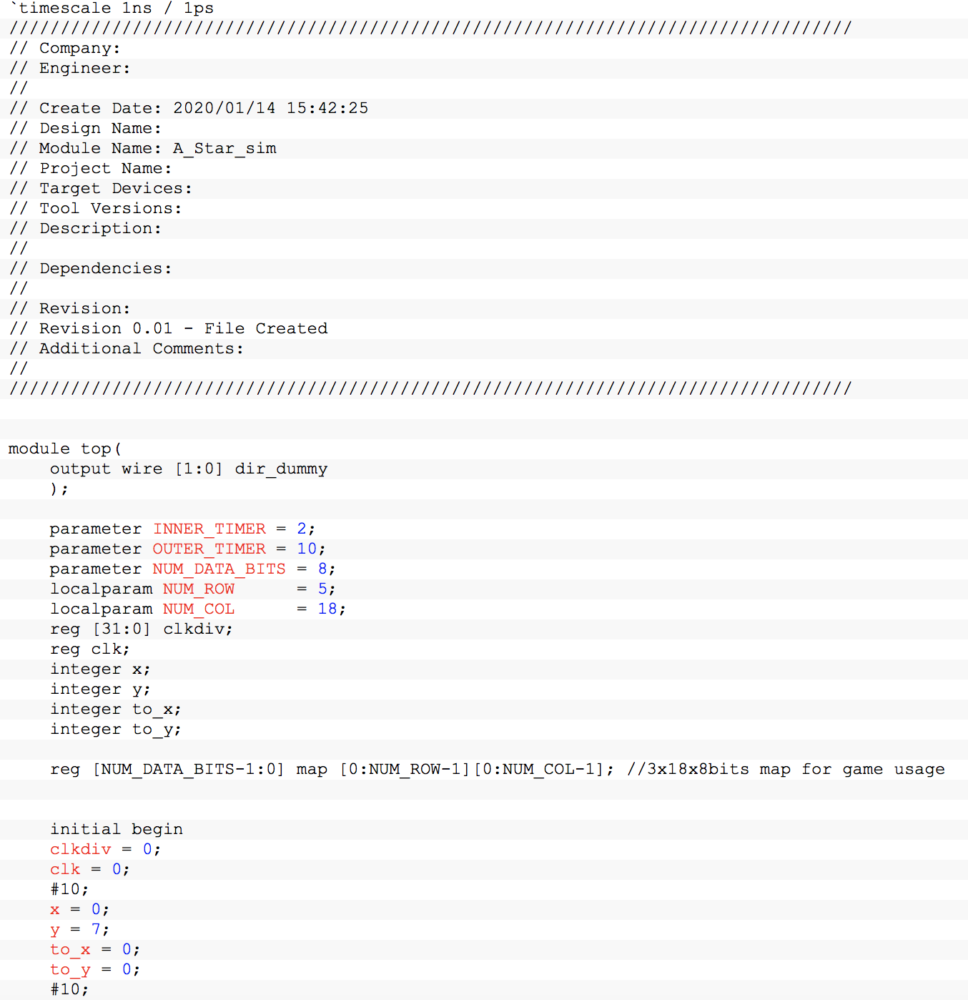 `timescale 1ns / 1ps
//////////////////////////////////////////////////////////////////////////////////
// Company:
// Engineer:
//
// Create Date: 2020/01/14 15:42:25
// Design Name:
// Module Name: A_Star_sim
// Project Name:
// Target Devices:
// Tool Versions:
// Description:
//
// Dependencies:
//
// Revision:
// Revision 0.01 - File Created
// Additional Comments:
//
//////////////////////////////////////////////////////////////////////////////////
module top(
    output wire [1:0] dir_dummy
    );
    parameter INNER_TIMER = 2;
    parameter OUTER_TIMER = 10;
    parameter NUM_DATA_BITS = 8;
    localparam NUM_ROW      = 5;
    localparam NUM_COL      = 18;
    reg [31:0] clkdiv;
    reg clk;
    integer x;
    integer y;
    integer to_x;
    integer to_y;
    reg [NUM_DATA_BITS-1:0] map [0:NUM_ROW-1][0:NUM_COL-1]; //3x18x8bits map for game usage
    initial begin
    clkdiv = 0;
    clk = 0;
    #10;
    x = 0;
    y = 7;
    to_x = 0;
    to_y = 0;
    #10;